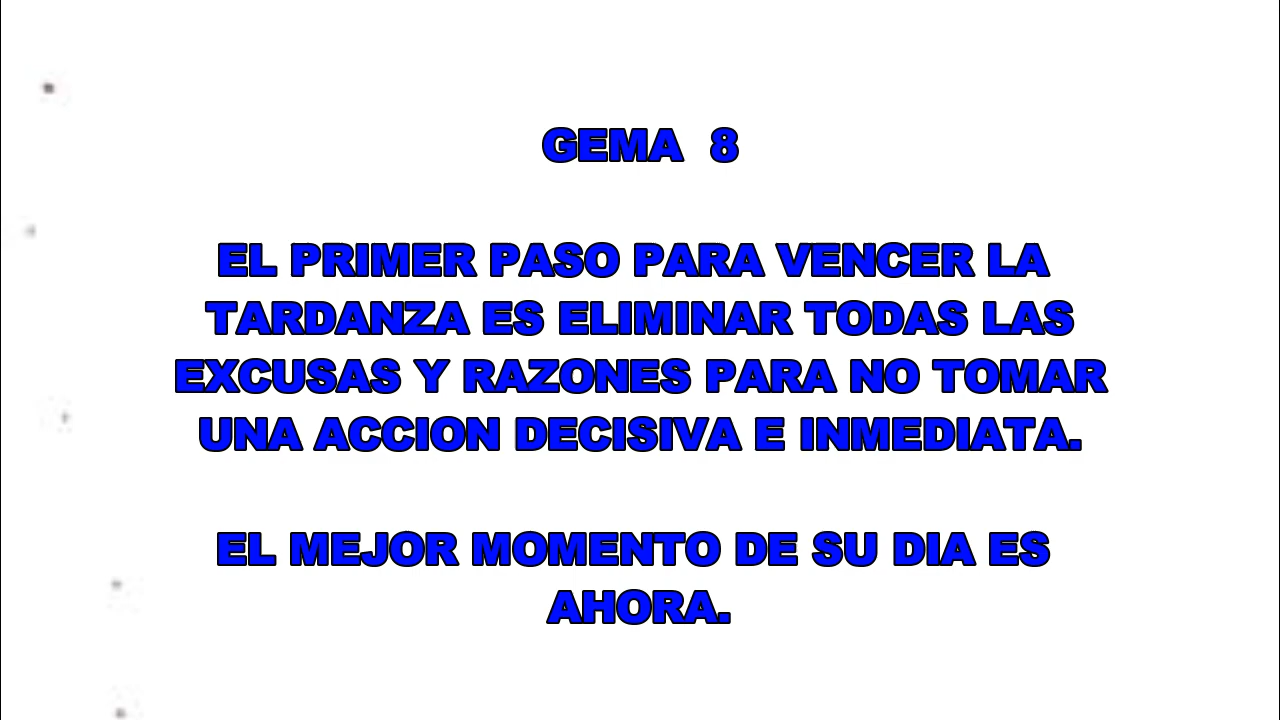 GEMA 8
EL PRIMER PASO PARA VENCER LA
TARDANZA ES ELIMINAR TODAS LAS
EXCUSAS Y RAZONES PARA NO TOMAR
UNA ACCION DECISIVA E INMEDIATA.
EL MEJOR MOMENTO DE SU DIA ES
AHORA.